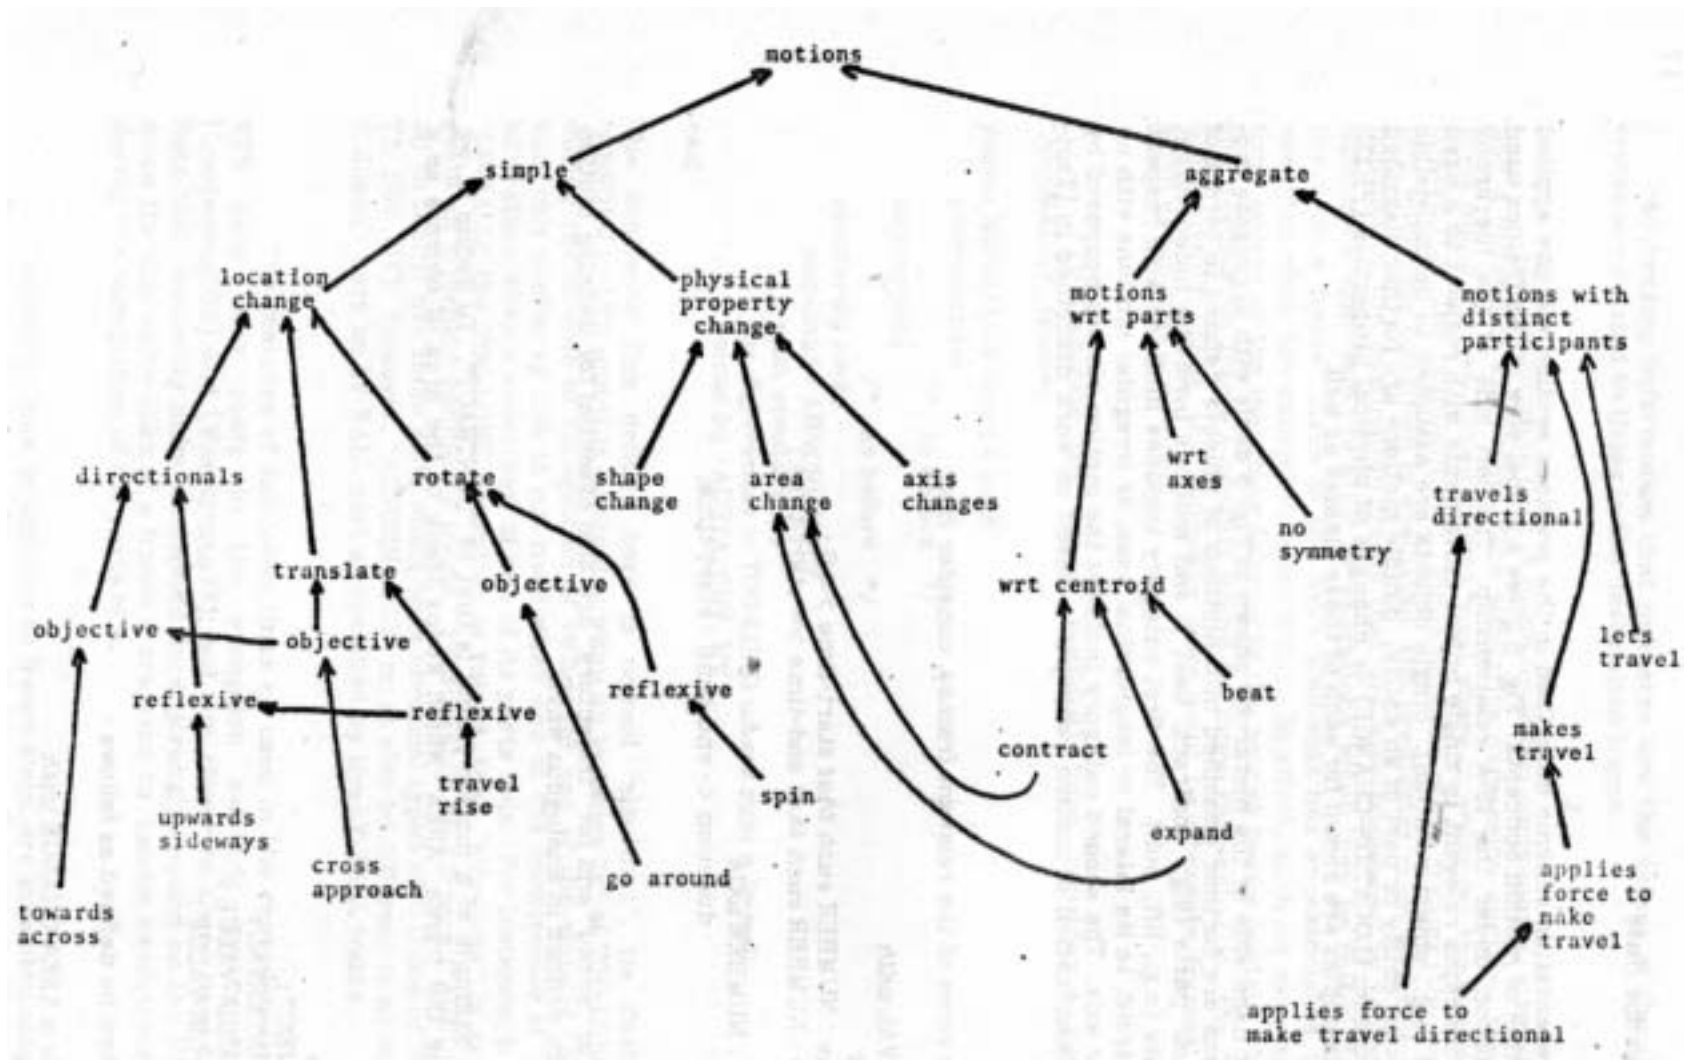 motions
simple
aggregate
location
change
physical
property
change
motions
wrt parts
motions with
distinct
participants
directionals
rotate
shape
change
area
change
axis
changes
wrt
axes
no
symmetry
travels
directional
translate
objective
wrt centroid
objective
objective
reflexive
reflexive
reflexive
beat
lets
travel
makes
travel
contract
travel
rise
spin
upwards
sideways
expand
cross
approach
go around
applies
force to
make
travel
towards
across
applies force to
make travel directional